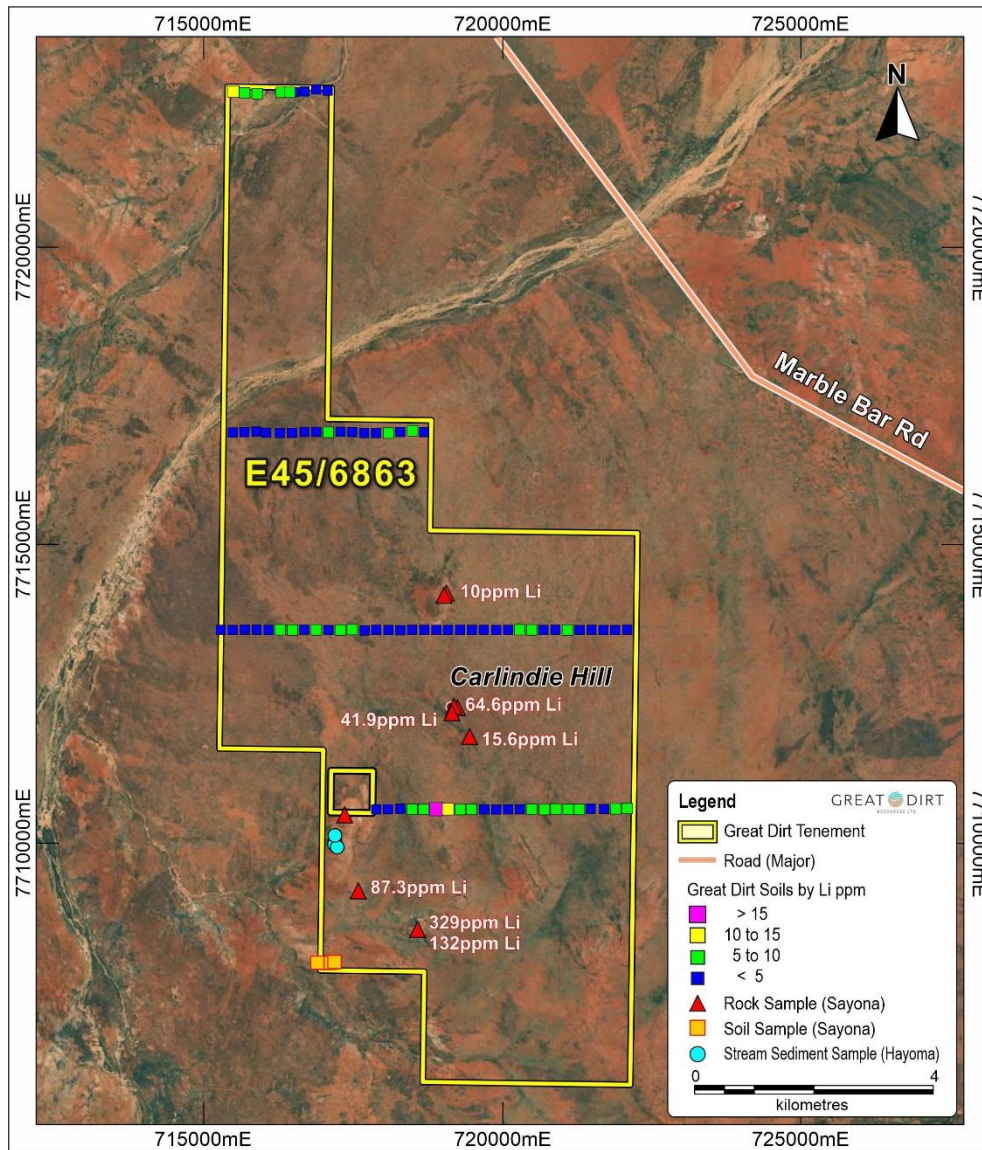 715000mE
720000mE
725000mE
N
7720000mE
7720000mE
Marble Bar Rd
E45/6863
7715000mE
7715000mE
10ppm Li
Carlindie Hill
64.6ppm Li
41.9ppm Li
15.6ppm Li
7710000mE
7710000mE
87.3ppm Li
329ppm Li
132ppm Li
Legend
GREAT DIRT
RESOURCES LTD
Great Dirt Tenement
Road (Major)
Great Dirt Soils by Li ppm
> 15
10 to 15
5 to 10
< 5
Rock Sample (Sayona)
Soil Sample (Sayona)
Stream Sediment Sample (Hayoma)
0 4
kilometres
715000mE
720000mE
725000mE